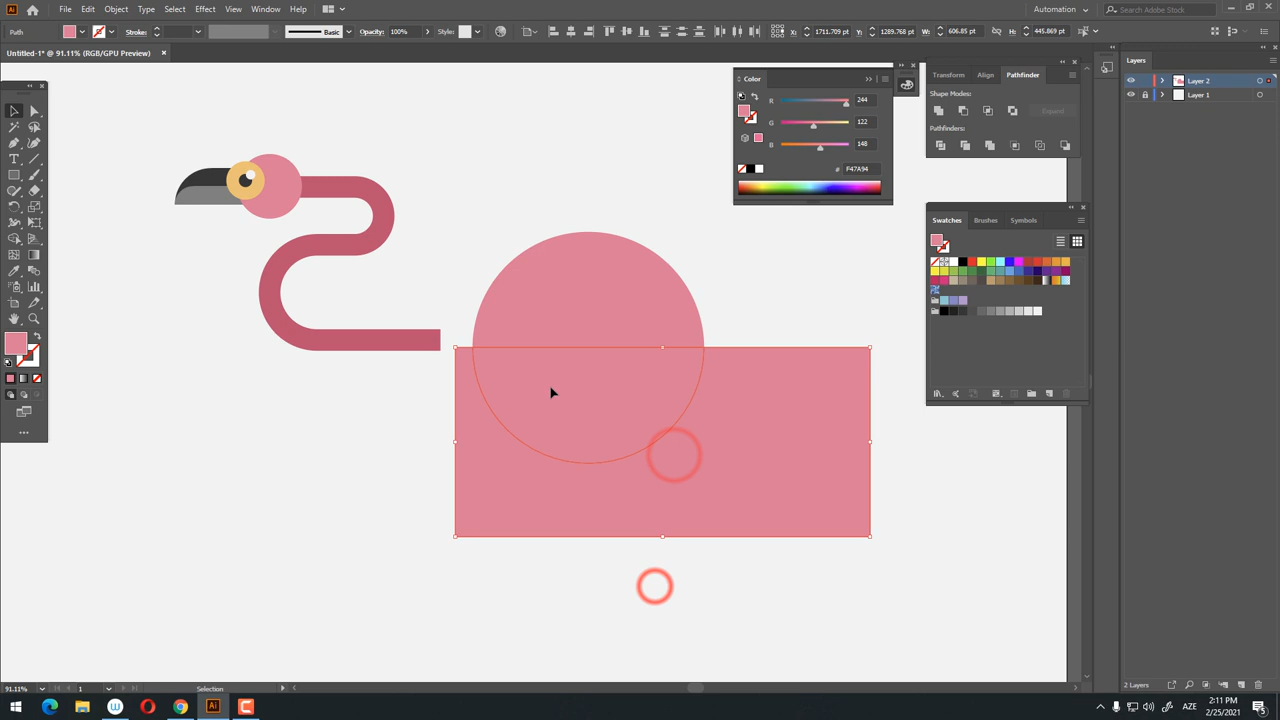 Ai File Edit Object Type Select Effect View Window Help Automation Search Adobe Stock
Path Stroke: Basic Opacity: 100% Style: X: 1711.709 pt Y: 1289.768 pt W: 606.85 pt H: 445.869 pt
Untitled-1* @ 91.11% (RGB/GPU Preview)
Color
R 244
G 122
B 148
# F47A94
Transform Align Pathfinder
Shape Modes:
Expand
Pathfinders:
Layers
Layer 2
Layer 1
Swatches Brushes Symbols
T
91.11% 1 Selection
2 Layers
Ai AZE 2:11 PM
2/25/2021